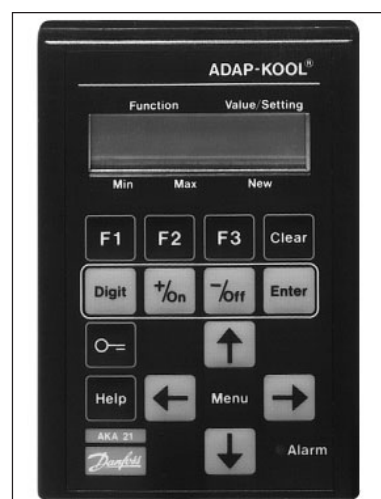 ADAP-KOOL®
Function Value/Setting
Min Max New
F1 F2 F3 Clear
Digit +/On -/Off Enter
Help Menu
AKA 21
Danfoss Alarm